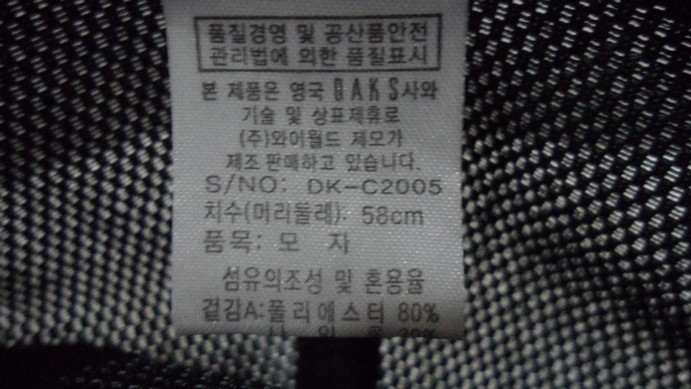 품질경영 및 공산품안전
관리법에 의한 품질표시
본 제품은 영국 DAKS사와
기술 및 상표제휴로
(주)와이월드 제모가
제조 판매하고 있습니다.
S/NO: DK-C2005
치수(머리둘레): 58cm
품목: 모 자
섬유의조성 및 혼용율
겉감A:폴리에스터 80%